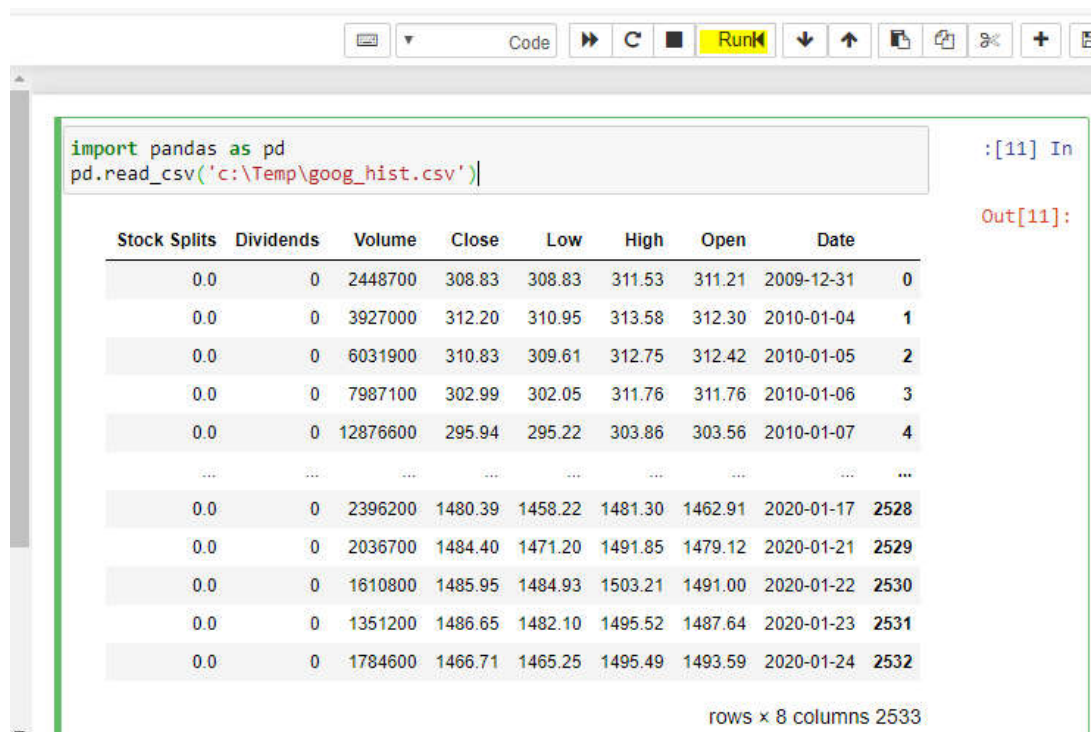 Code Run
import pandas as pd
pd.read_csv('c:\Temp\goog_hist.csv')
:[11] In
Out[11]:
Stock Splits Dividends Volume Close Low High Open Date
0.0 0 2448700 308.83 308.83 311.53 311.21 2009-12-31 0
0.0 0 3927000 312.20 310.95 313.58 312.30 2010-01-04 1
0.0 0 6031900 310.83 309.61 312.75 312.42 2010-01-05 2
0.0 0 7987100 302.99 302.05 311.76 311.76 2010-01-06 3
0.0 0 12876600 295.94 295.22 303.86 303.56 2010-01-07 4
... ... ... ... ... ... ... ... ...
0.0 0 2396200 1480.39 1458.22 1481.30 1462.91 2020-01-17 2528
0.0 0 2036700 1484.40 1471.20 1491.85 1479.12 2020-01-21 2529
0.0 0 1610800 1485.95 1484.93 1503.21 1491.00 2020-01-22 2530
0.0 0 1351200 1486.65 1482.10 1495.52 1487.64 2020-01-23 2531
0.0 0 1784600 1466.71 1465.25 1495.49 1493.59 2020-01-24 2532
rows × 8 columns 2533